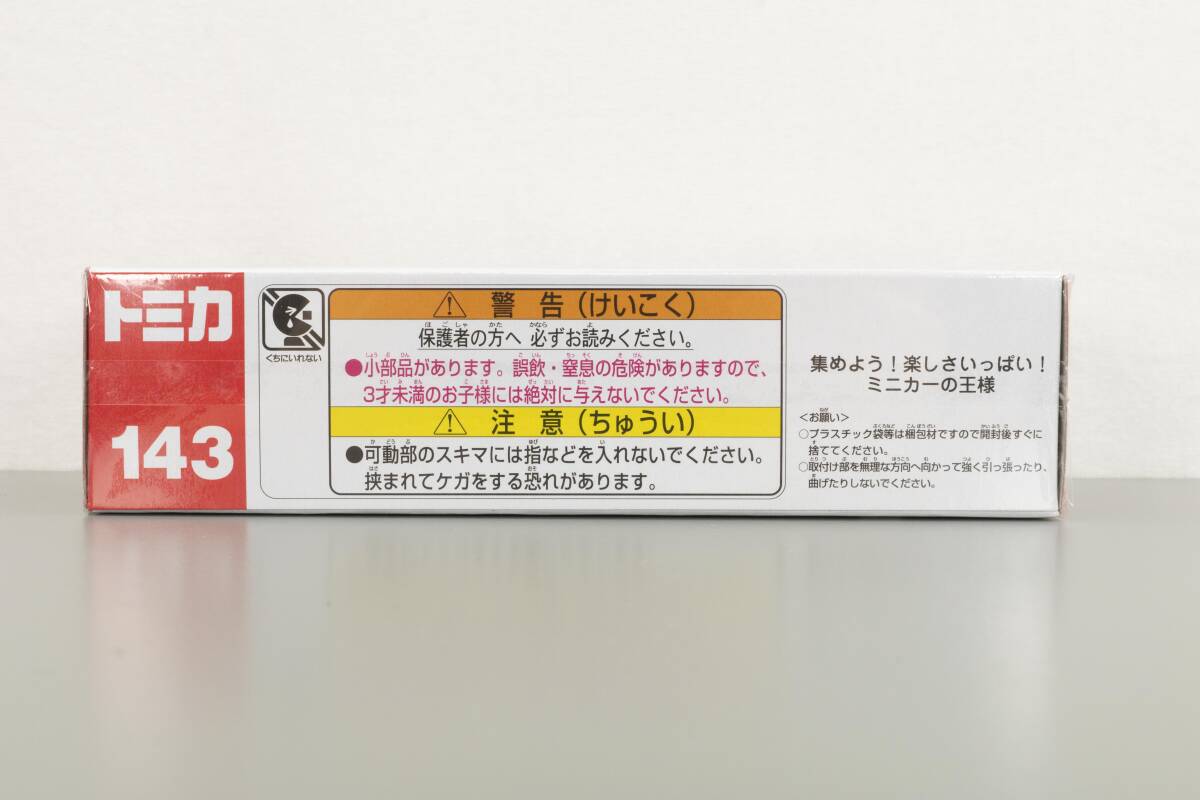 トミカ
143
くちにいれない
⚠ 警告(けいこく)
保護者の方へ 必ずお読みください。
●小部品があります。誤飲・窒息の危険がありますので、
3才未満のお子様には絶対に与えないでください。
⚠ 注意(ちゅうい)
●可動部のスキマには指などを入れないでください。
挟まれてケガをする恐れがあります。
集めよう!楽しさいっぱい!
ミニカーの王様
<お願い>
○プラスチック袋等は梱包材ですので開封後すぐに
捨ててください。
○取付け部を無理な方向へ向かって強く引っ張ったり、
曲げたりしないでください。